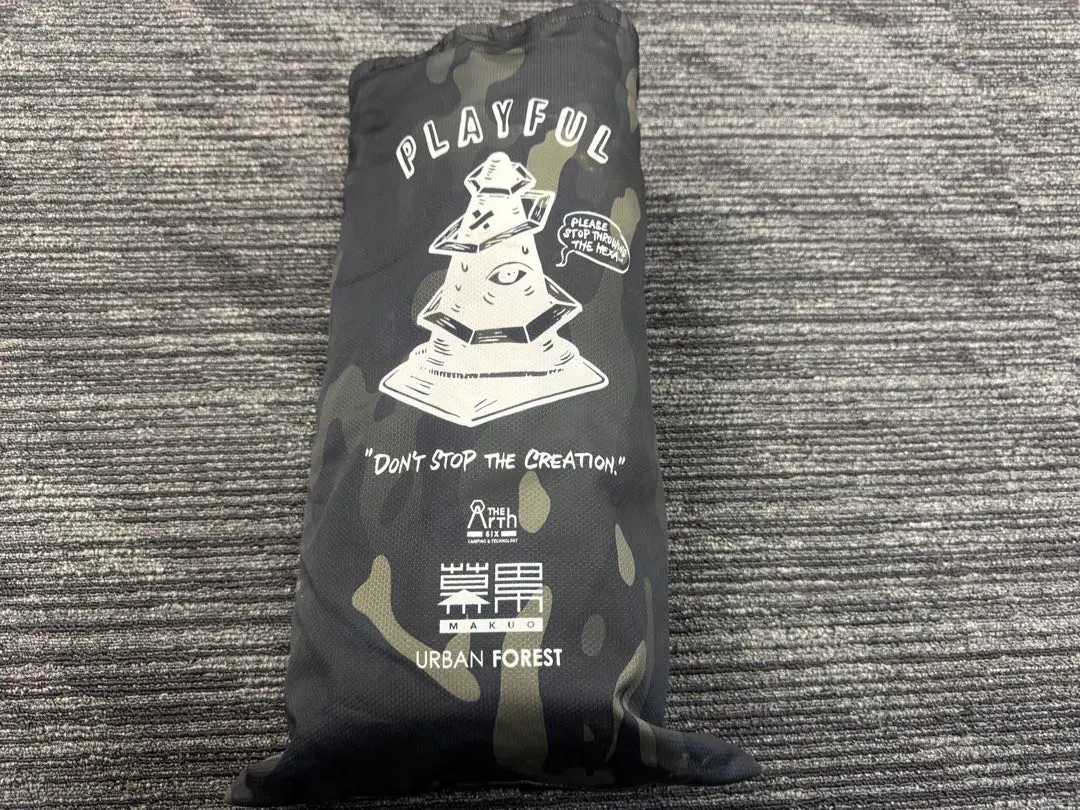 PLAYFUL
PLEASE
STOP THROWING
THE HEXA...
"DON'T STOP THE CREATION."
THE
Arth
SIX
CAMPING & TECHNOLOGY
幕男
MAKUO
URBAN FOREST